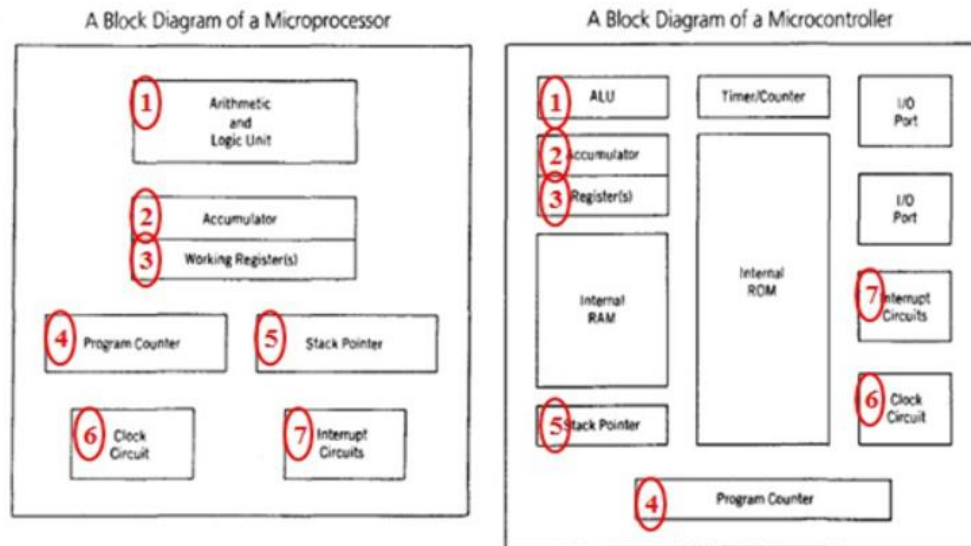 A Block Diagram of a Microprocessor
1
Arithmetic
and
Logic Unit
2
Accumulator
3
Working Register(s)
4
Program Counter
5
Stack Pointer
6
Clock
Circuit
7
Interrupt
Circuits
A Block Diagram of a Microcontroller
1
ALU
Timer/Counter
I/O
Port
2
Accumulator
3
Register(s)
I/O
Port
Internal
RAM
Internal
ROM
7
Interrupt
Circuits
6
Clock
Circuit
5
Stack Pointer
4
Program Counter